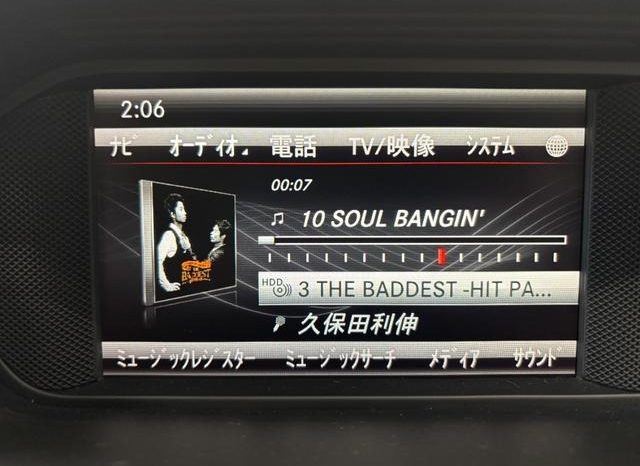 2:06
ﾅﾋﾞ ｵｰﾃﾞｨｵ 電話 TV/映像 ｼｽﾃﾑ
00:07
10 SOUL BANGIN'
HDD 3 THE BADDEST -HIT PA...
久保田利伸
ﾐｭｰｼﾞｯｸﾚｼﾞｽﾀｰ ﾐｭｰｼﾞｯｸｻｰﾁ ﾒﾃﾞｨｱ ｻｳﾝﾄﾞ